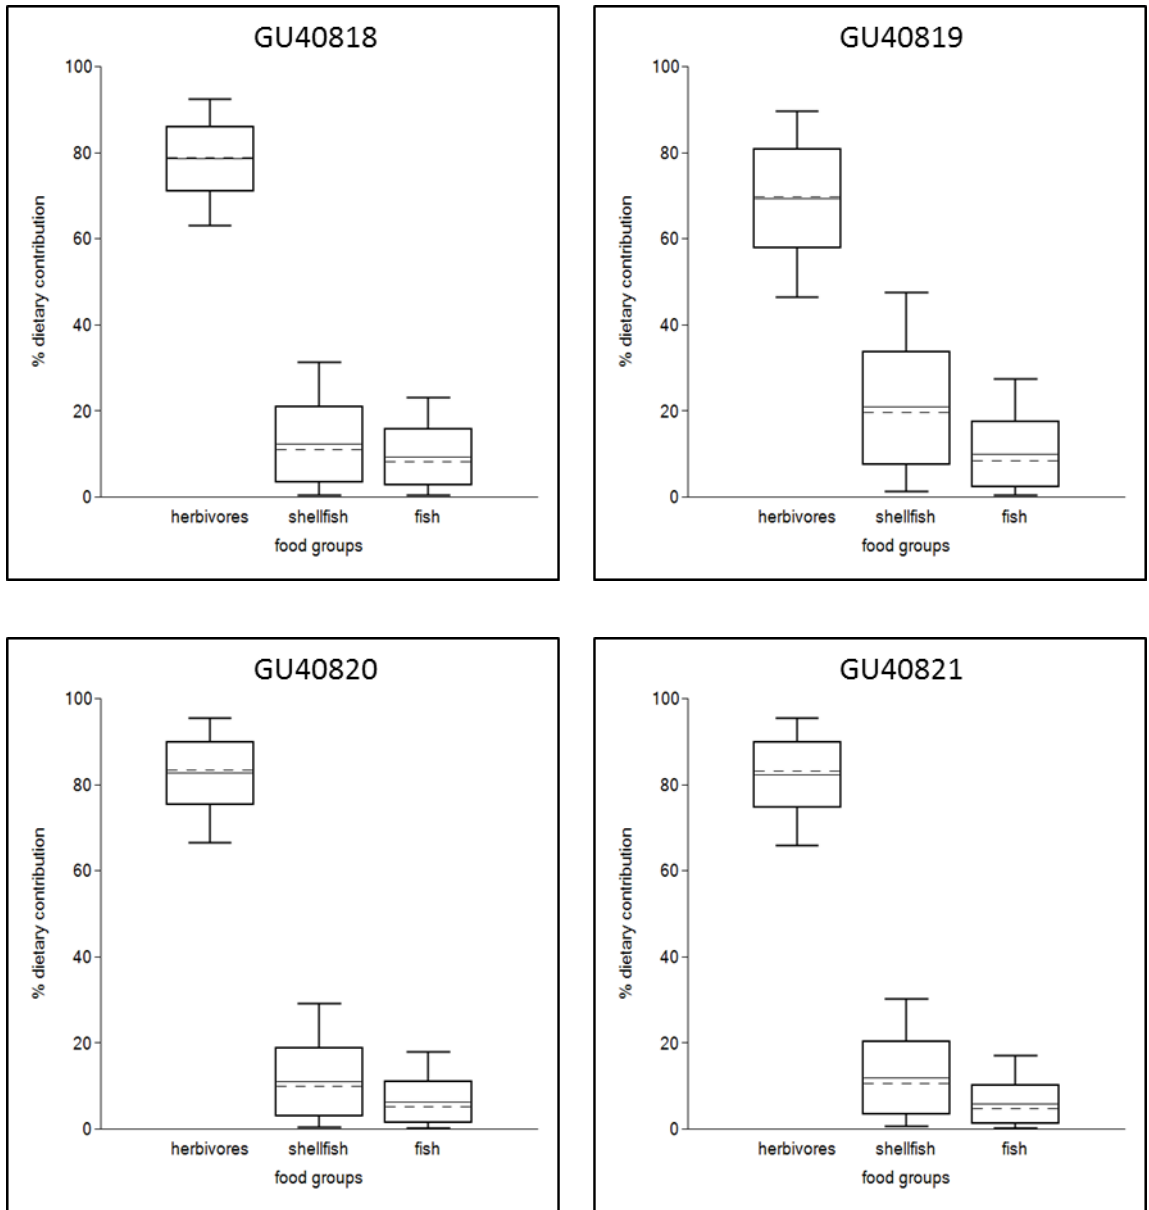 GU40818
100
80
60
40
20
0
% dietary contribution
herbivores shellfish fish
food groups
GU40819
100
80
60
40
20
0
% dietary contribution
herbivores shellfish fish
food groups
GU40820
100
80
60
40
20
0
% dietary contribution
herbivores shellfish fish
food groups
GU40821
100
80
60
40
20
0
% dietary contribution
herbivores shellfish fish
food groups